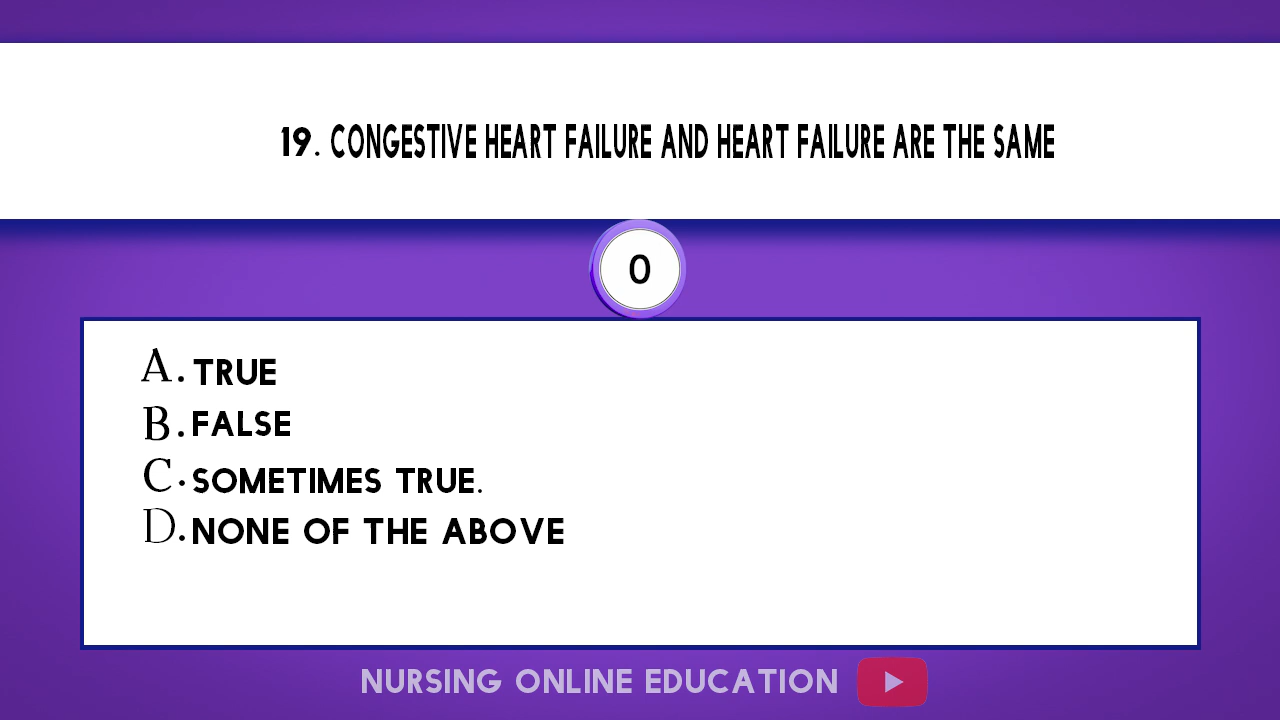 19. CONGESTIVE HEART FAILURE AND HEART FAILURE ARE THE SAME
0
A. TRUE
B. FALSE
C. SOMETIMES TRUE.
D. NONE OF THE ABOVE
NURSING ONLINE EDUCATION